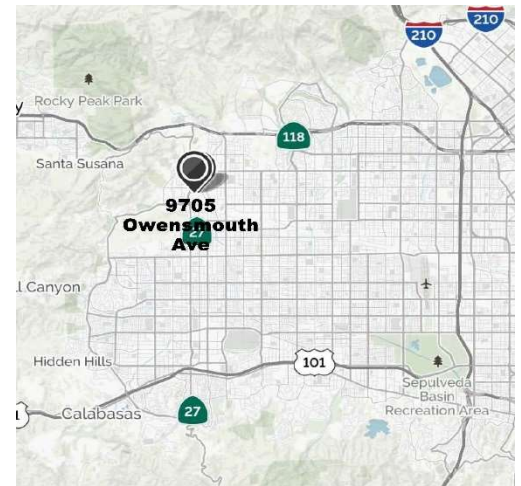 210
210
Rocky Peak Park
y
118
Santa Susana
9705
Owensmouth
Ave
27
l Canyon
Hidden Hills
101
Sepulveda
Basin
Recreation Area
1
Calabasas
27